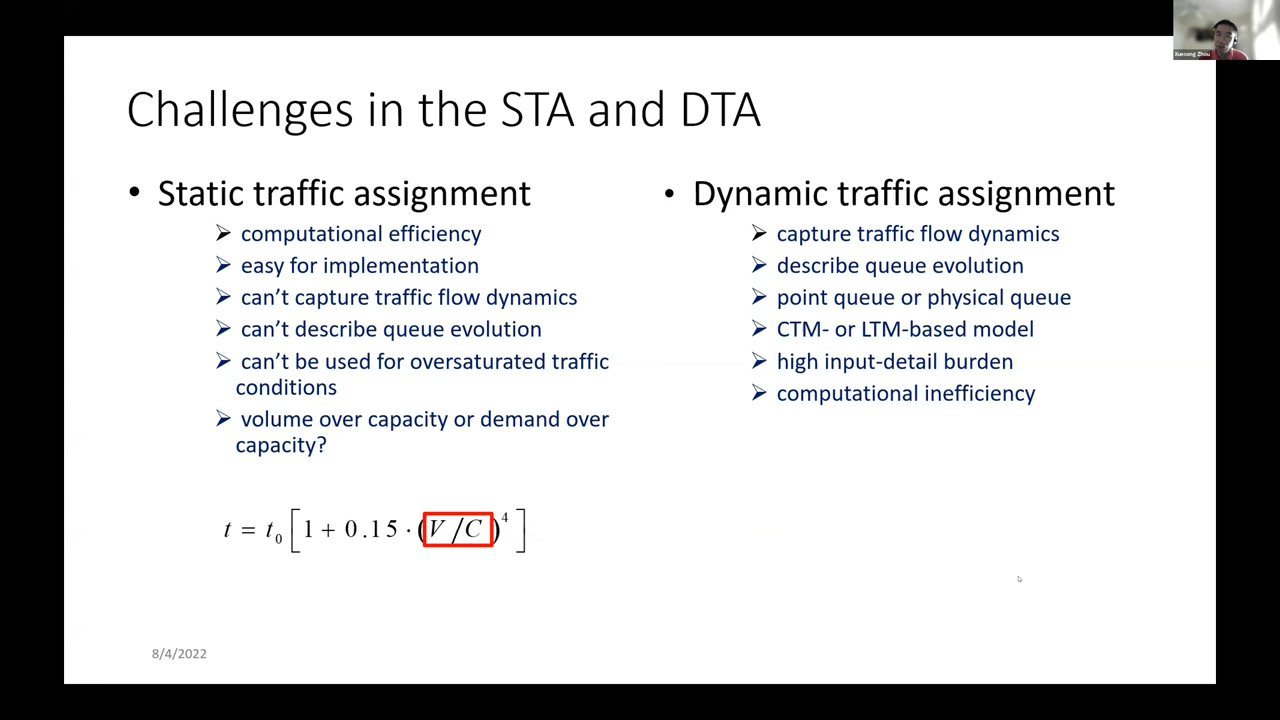 Xuesong Zhou
Challenges in the STA and DTA
• Static traffic assignment
➢ computational efficiency
➢ easy for implementation
➢ can't capture traffic flow dynamics
➢ can't describe queue evolution
➢ can't be used for oversaturated traffic
conditions
➢ volume over capacity or demand over
capacity?
t = t₀ [1 + 0.15 · (V/C)⁴]
• Dynamic traffic assignment
➢ capture traffic flow dynamics
➢ describe queue evolution
➢ point queue or physical queue
➢ CTM- or LTM-based model
➢ high input-detail burden
➢ computational inefficiency
8/4/2022